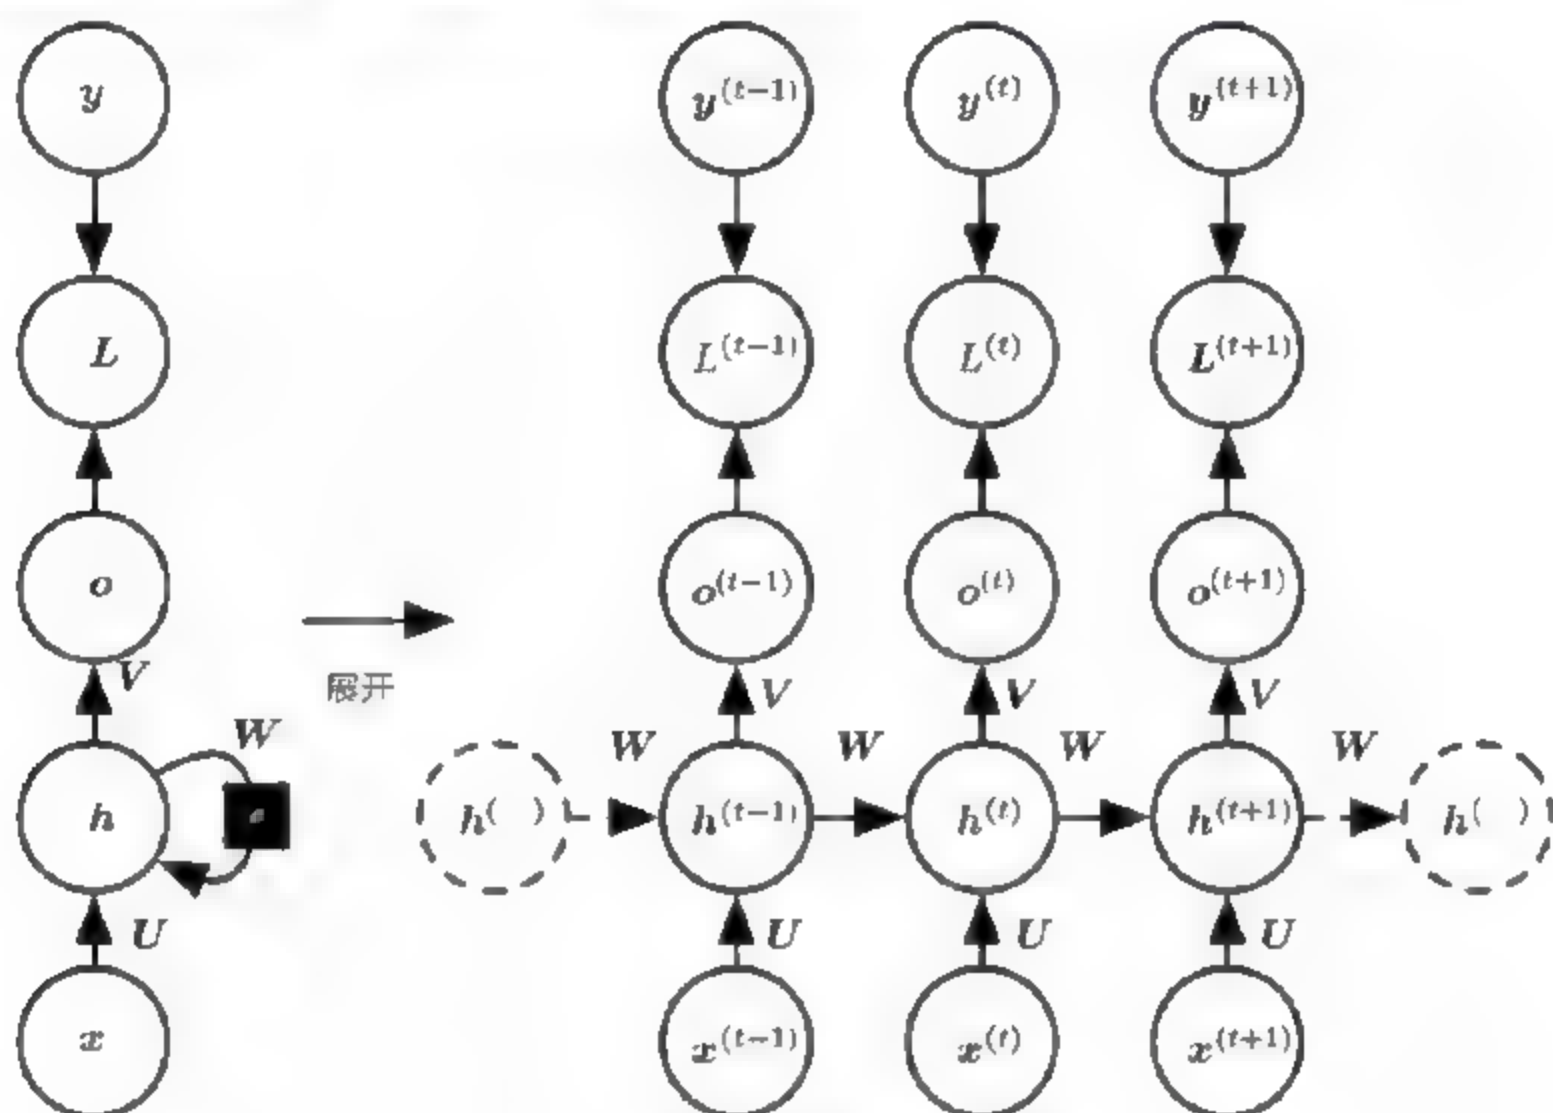 y y^(t−1) y^(t) y^(t+1)
L L^(t−1) L^(t) L^(t+1)
o o^(t−1) o^(t) o^(t+1)
展开
V V V V
W W W W W
h h^( ) h^(t−1) h^(t) h^(t+1) h^( )
U U U U
x x^(t−1) x^(t) x^(t+1)